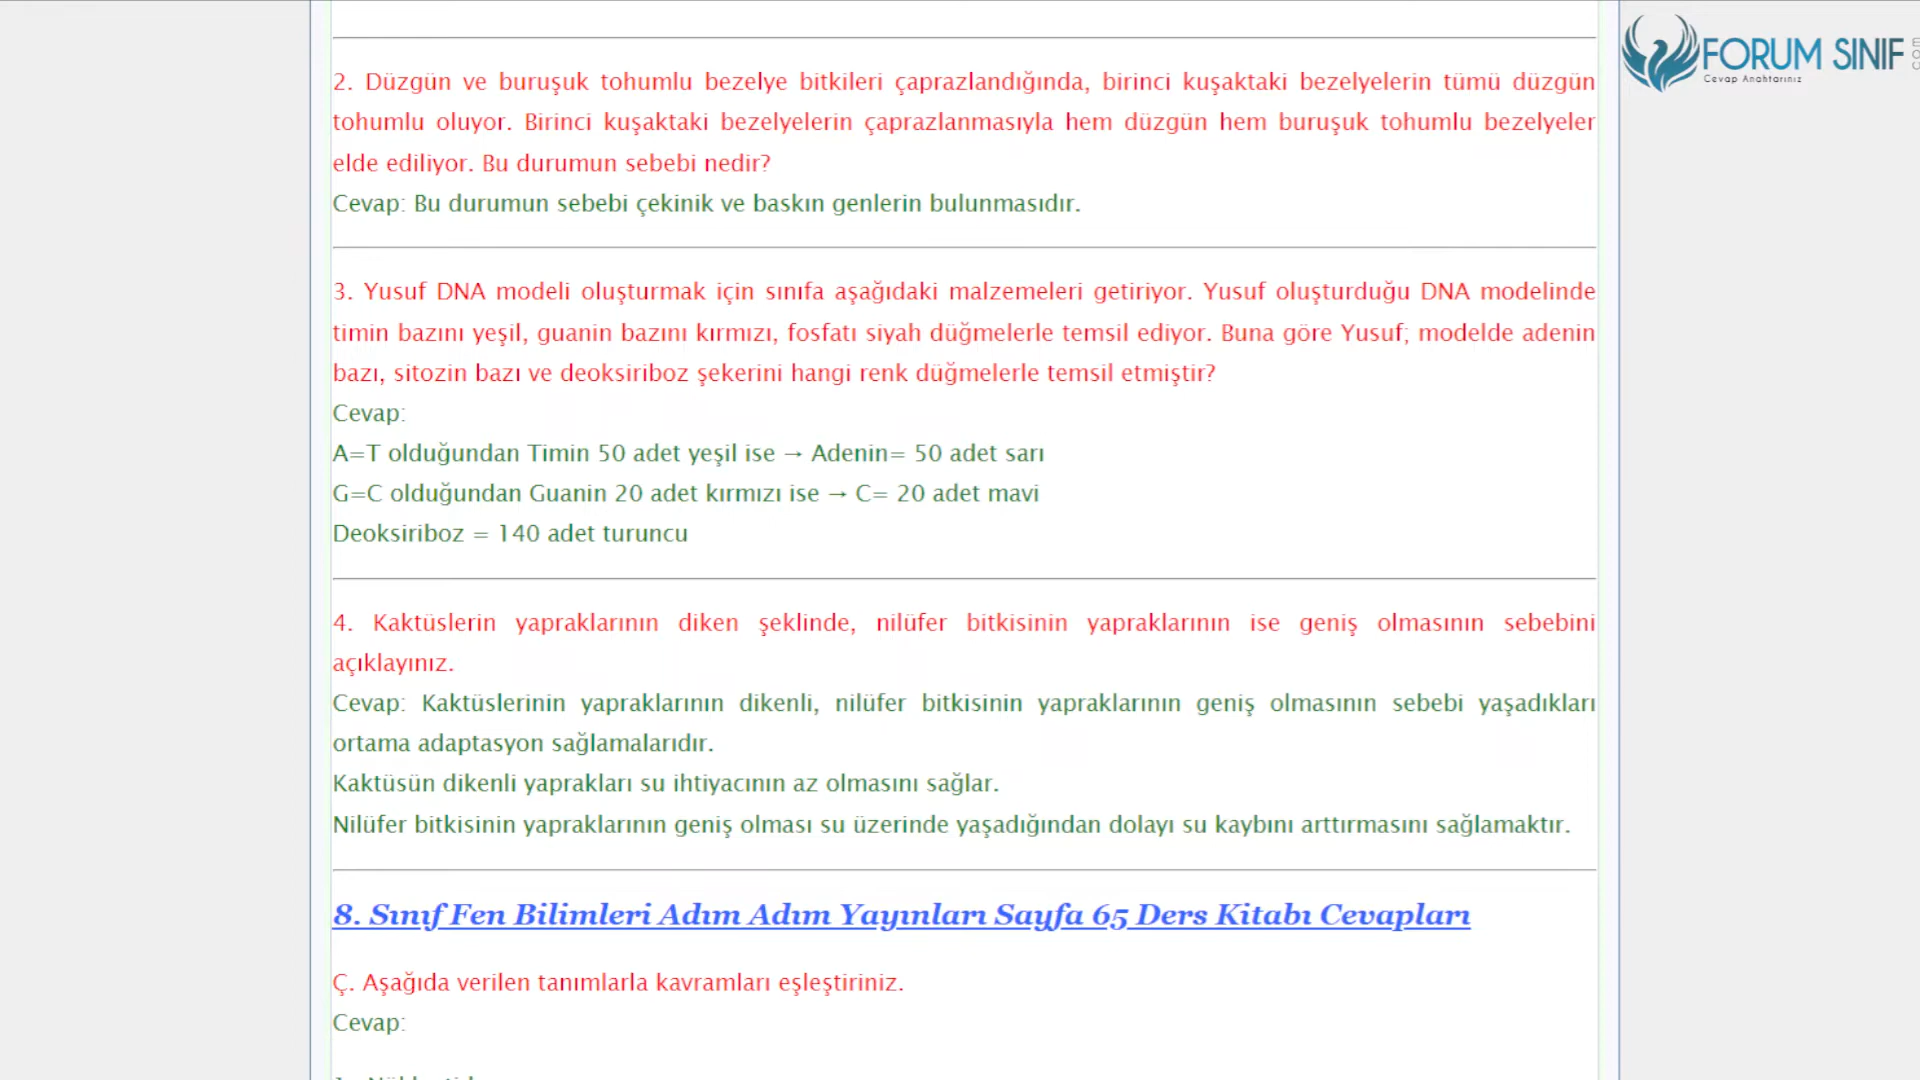 FORUM SINIF
Cevap Anahtarınız
2. Düzgün ve buruşuk tohumlu bezelye bitkileri çaprazlandığında, birinci kuşaktaki bezelyelerin tümü düzgün
tohumlu oluyor. Birinci kuşaktaki bezelyelerin çaprazlanmasıyla hem düzgün hem buruşuk tohumlu bezelyeler
elde ediliyor. Bu durumun sebebi nedir?
Cevap: Bu durumun sebebi çekinik ve baskın genlerin bulunmasıdır.
3. Yusuf DNA modeli oluşturmak için sınıfa aşağıdaki malzemeleri getiriyor. Yusuf oluşturduğu DNA modelinde
timin bazını yeşil, guanin bazını kırmızı, fosfatı siyah düğmelerle temsil ediyor. Buna göre Yusuf; modelde adenin
bazı, sitozin bazı ve deoksiriboz şekerini hangi renk düğmelerle temsil etmiştir?
Cevap:
A=T olduğundan Timin 50 adet yeşil ise → Adenin= 50 adet sarı
G=C olduğundan Guanin 20 adet kırmızı ise → C= 20 adet mavi
Deoksiriboz = 140 adet turuncu
4. Kaktüslerin yapraklarının diken şeklinde, nilüfer bitkisinin yapraklarının ise geniş olmasının sebebini
açıklayınız.
Cevap: Kaktüslerinin yapraklarının dikenli, nilüfer bitkisinin yapraklarının geniş olmasının sebebi yaşadıkları
ortama adaptasyon sağlamalarıdır.
Kaktüsün dikenli yaprakları su ihtiyacının az olmasını sağlar.
Nilüfer bitkisinin yapraklarının geniş olması su üzerinde yaşadığından dolayı su kaybını arttırmasını sağlamaktır.
8. Sınıf Fen Bilimleri Adım Adım Yayınları Sayfa 65 Ders Kitabı Cevapları
Ç. Aşağıda verilen tanımlarla kavramları eşleştiriniz.
Cevap: